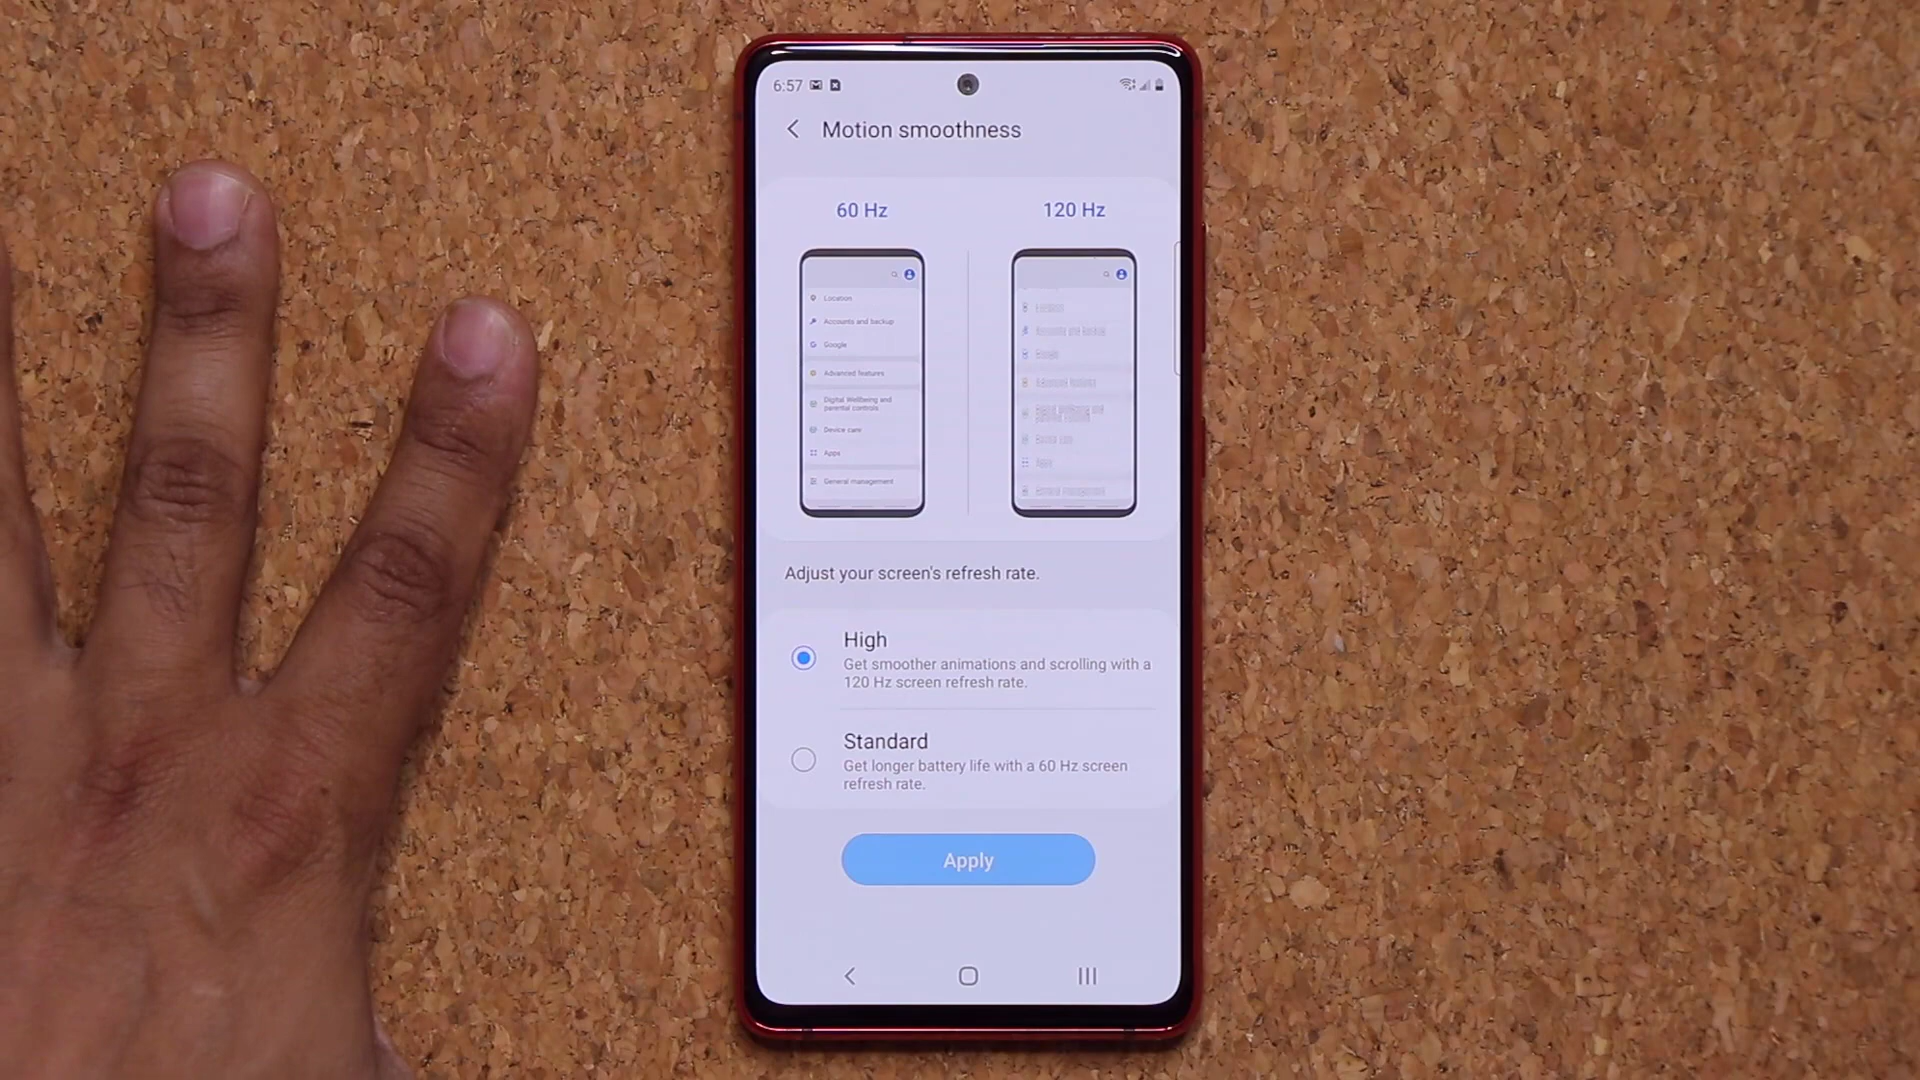 6:57
Motion smoothness
60 Hz
120 Hz
Location
Accounts and backup
Google
Advanced features
Digital Wellbeing and
parental controls
Device care
Apps
General management
Adjust your screen's refresh rate.
High
Get smoother animations and scrolling with a
120 Hz screen refresh rate.
Standard
Get longer battery life with a 60 Hz screen
refresh rate.
Apply